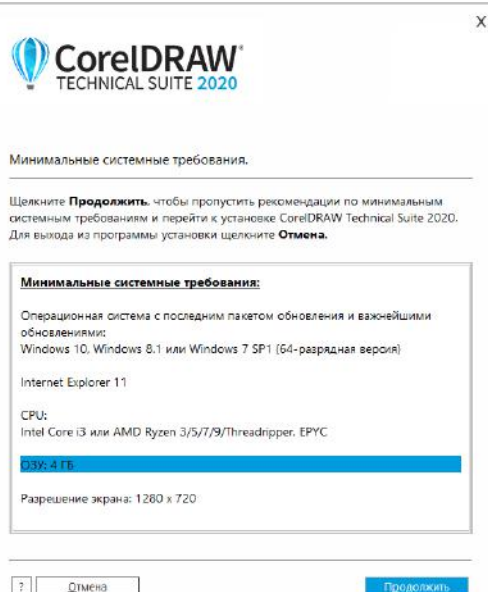 X
CorelDRAW®
TECHNICAL SUITE 2020
Минимальные системные требования.
Щелкните Продолжить, чтобы пропустить рекомендации по минимальным
системным требованиям и перейти к установке CorelDRAW Technical Suite 2020.
Для выхода из программы установки щелкните Отмена.
Минимальные системные требования:
Операционная система с последним пакетом обновления и важнейшими
обновлениями:
Windows 10, Windows 8.1 или Windows 7 SP1 (64-разрядная версия)
Internet Explorer 11
CPU:
Intel Core i3 или AMD Ryzen 3/5/7/9/Threadripper, EPYC
ОЗУ: 4 ГБ
Разрешение экрана: 1280 x 720
? Отмена Продолжить